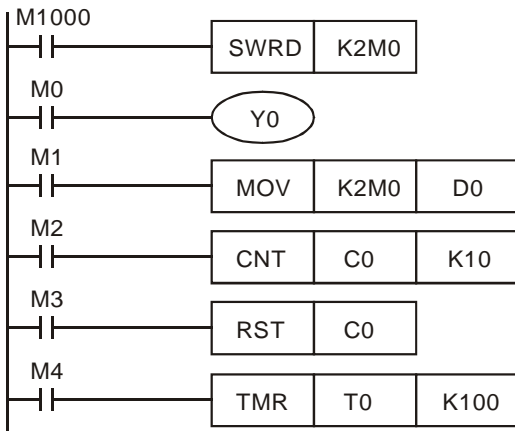 M1000
SWRD K2M0
M0
Y0
M1
MOV K2M0 D0
M2
CNT C0 K10
M3
RST C0
M4
TMR T0 K100